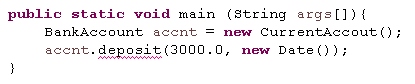 public static void main (String args[]){
BankAccount accnt = new CurrentAccout();
accnt.deposit(3000.0, new Date());
}